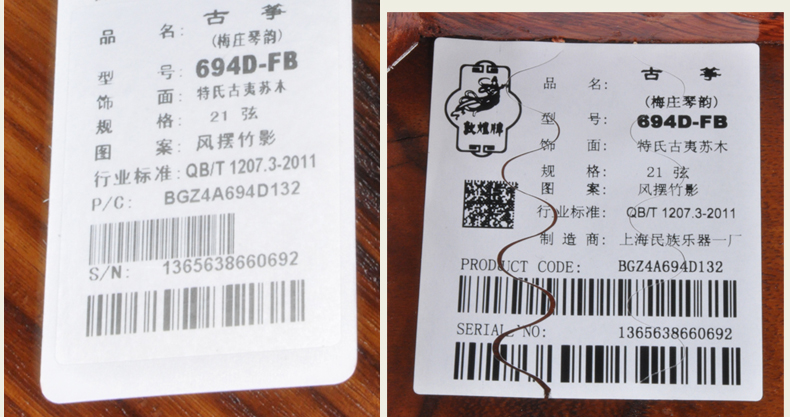 品 名: 古 筝
(梅庄琴韵)
型 号: 694D-FB
饰 面: 特氏古夷苏木
规 格: 21 弦
图 案: 风摆竹影
行业标准: QB/T 1207.3-2011
P/C: BGZ4A694D132
S/N: 1365638660692
敦煌牌
品 名: 古 筝
(梅庄琴韵)
型 号: 694D-FB
饰 面: 特氏古夷苏木
规 格: 21 弦
图 案: 风摆竹影
行业标准: QB/T 1207.3-2011
制 造 商: 上海民族乐器一厂
PRODUCT CODE: BGZ4A694D132
SERIAL NO: 1365638660692